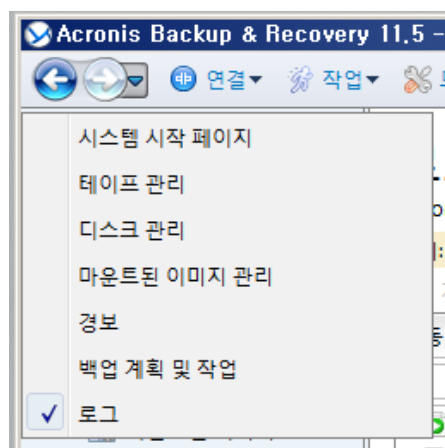 Acronis Backup & Recovery 11.5 -
연결 작업
시스템 시작 페이지
테이프 관리
디스크 관리
마운트된 이미지 관리
경보
백업 계획 및 작업
로그